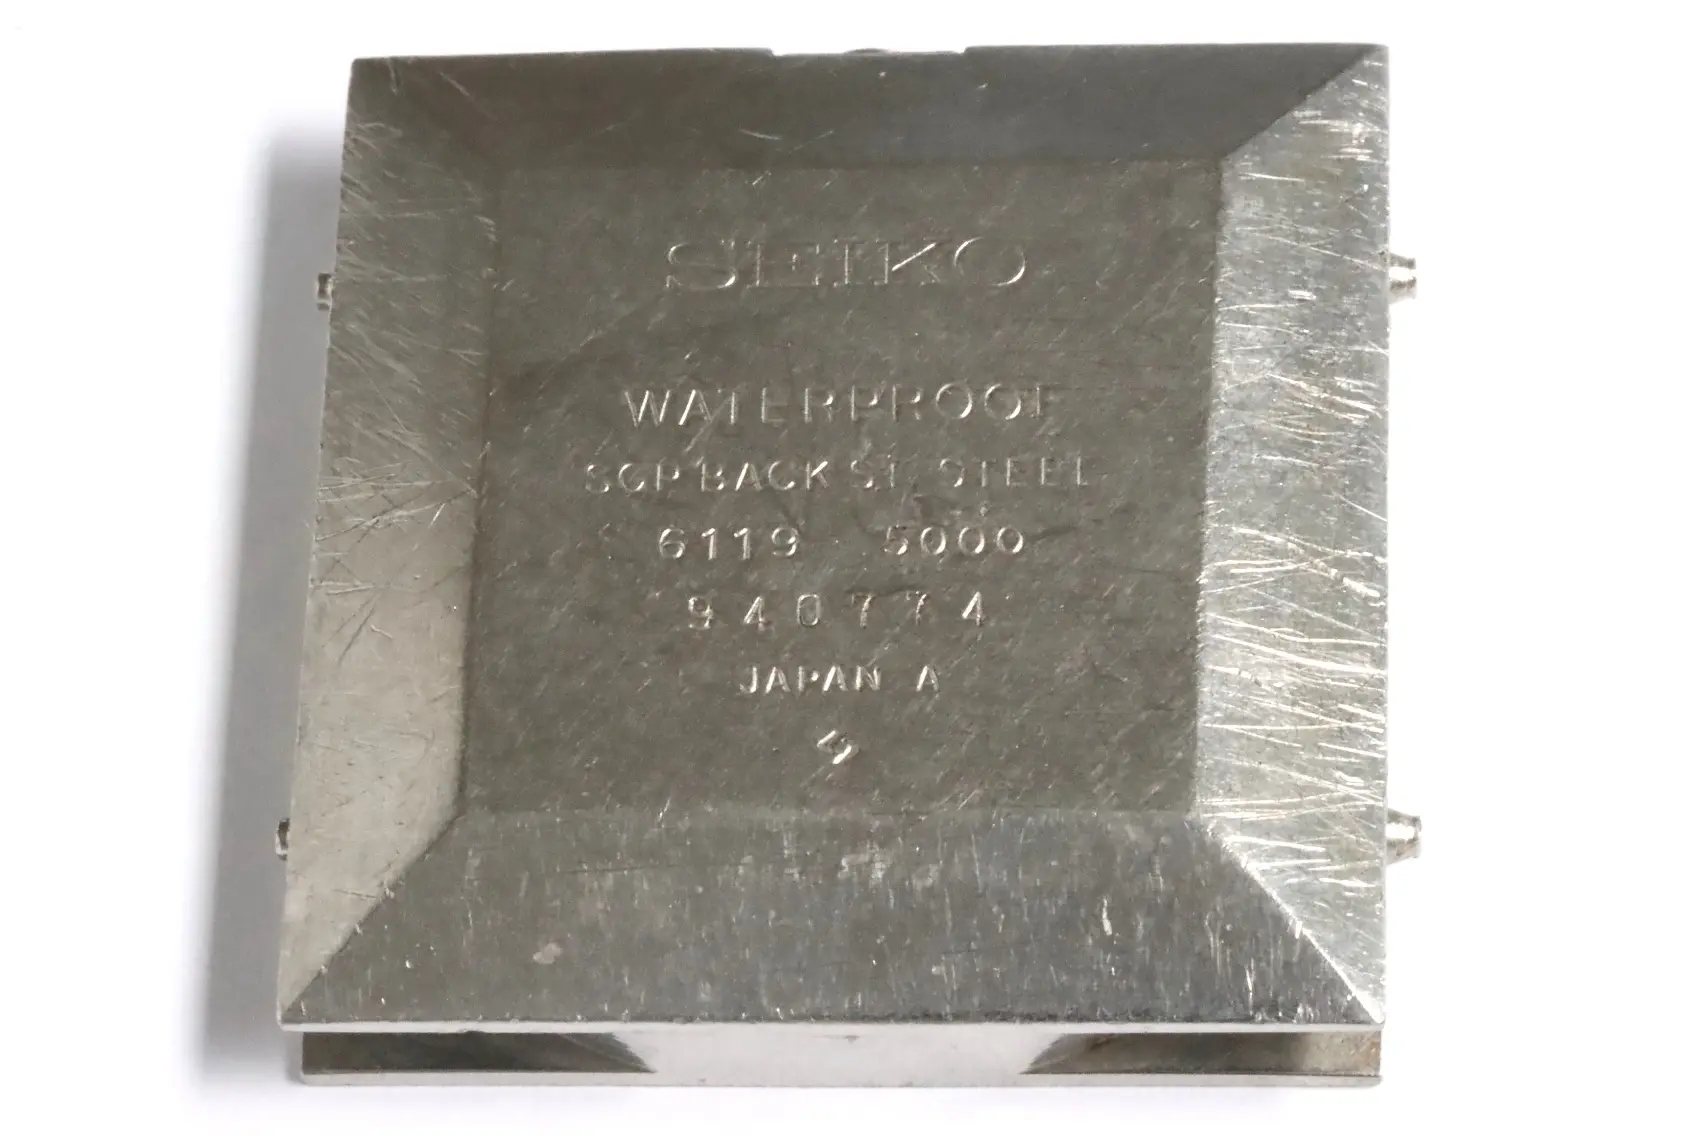 SEIKO
WATERPROOF
SGP BACK ST. STEEL
6119 5000
940774
JAPAN A